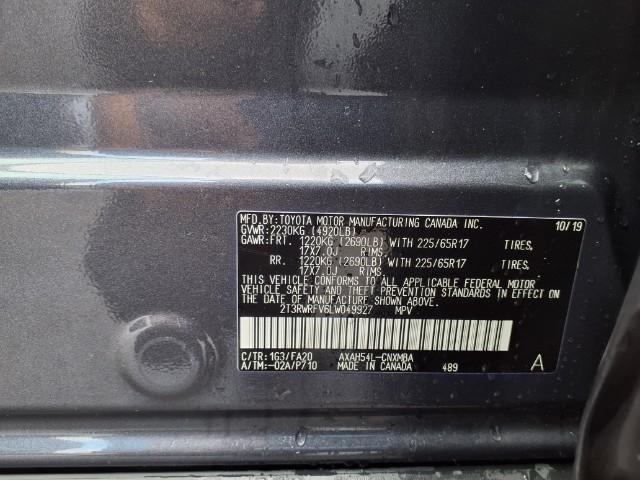 MFD.BY:TOYOTA MOTOR MANUFACTURING CANADA INC. 10/19
GVWR:2230KG (4920LB)
GAWR:FRT. 1220KG (2690LB) WITH 225/65R17 TIRES,
17X7.0J RIMS
RR. 1220KG (2690LB) WITH 225/65R17 TIRES,
17X7.0J RIMS
THIS VEHICLE CONFORMS TO ALL APPLICABLE FEDERAL MOTOR
VEHICLE SAFETY AND THEFT PREVENTION STANDARDS IN EFFECT ON
THE DATE OF MANUFACTURE SHOWN ABOVE.
2T3RWRFV6LW049927 MPV
C/TR:1G3/FA20 AXAH54L-CNXMBA
A/TM:-02A/P710 MADE IN CANADA 489 A